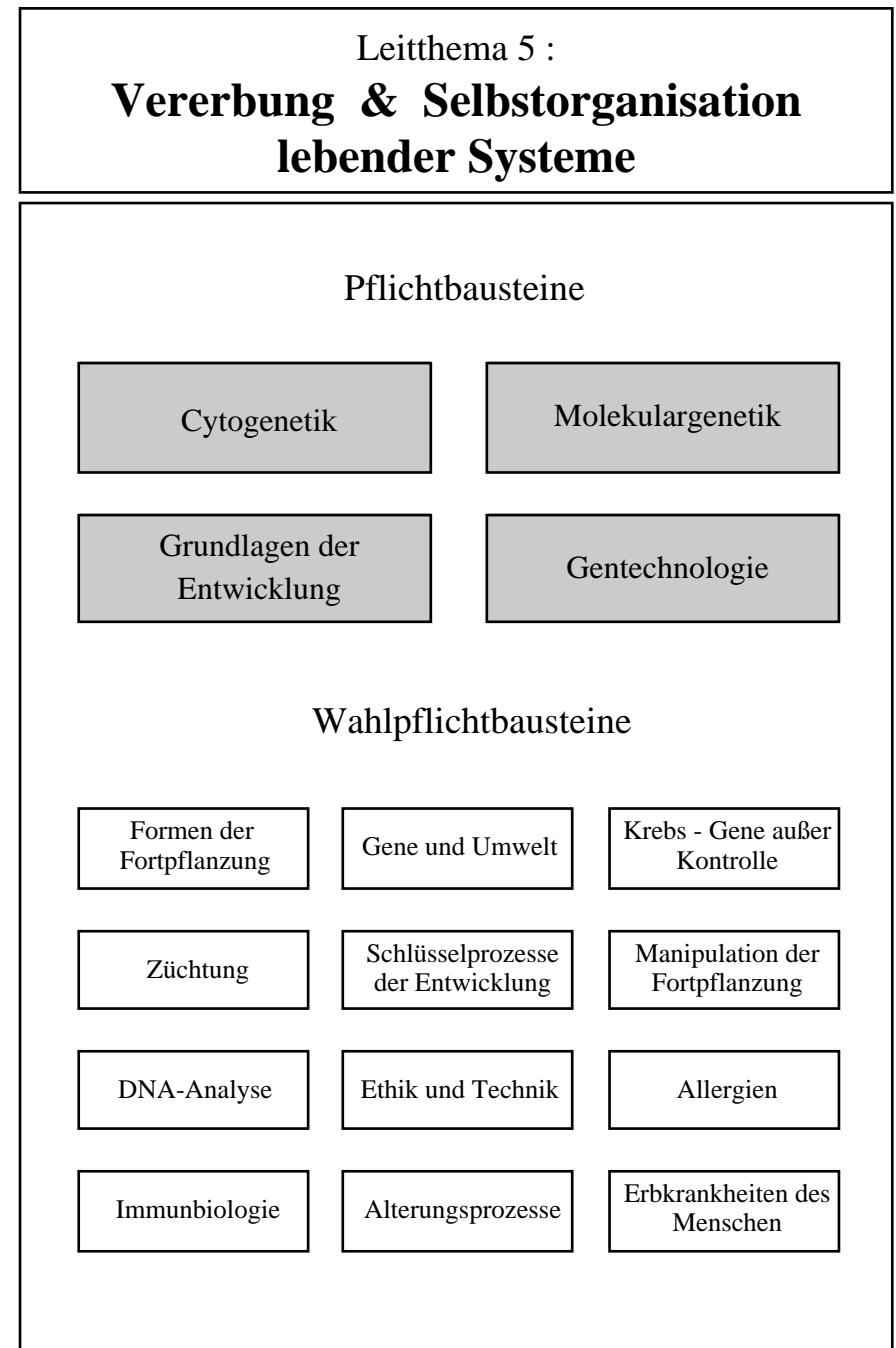 Leitthema 5 :
Vererbung & Selbstorganisation
lebender Systeme
Pflichtbausteine
Cytogenetik
Molekulargenetik
Grundlagen der
Entwicklung
Gentechnologie
Wahlpflichtbausteine
Formen der
Fortpflanzung
Gene und Umwelt
Krebs - Gene außer
Kontrolle
Züchtung
Schlüsselprozesse
der Entwicklung
Manipulation der
Fortpflanzung
DNA-Analyse
Ethik und Technik
Allergien
Immunbiologie
Alterungsprozesse
Erbkrankheiten des
Menschen